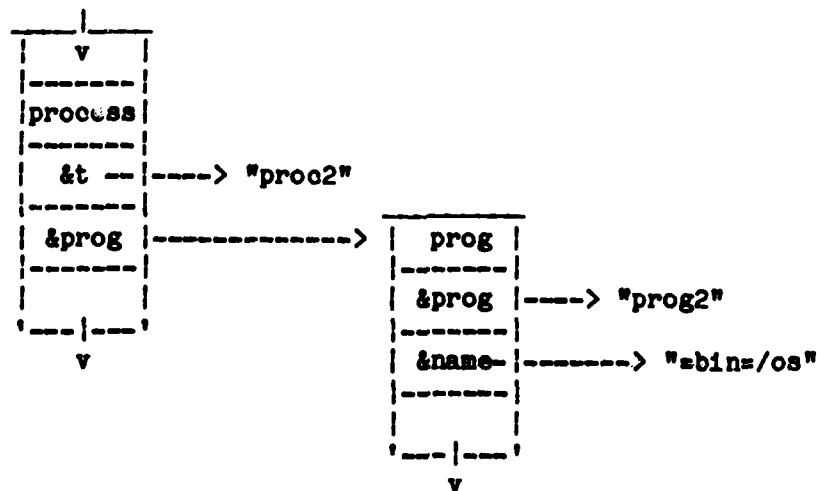 v
process
&t ----> "proc2"
&prog ------------> prog
&prog ----> "prog2"
v
&name ------> "=bin=/os"
v